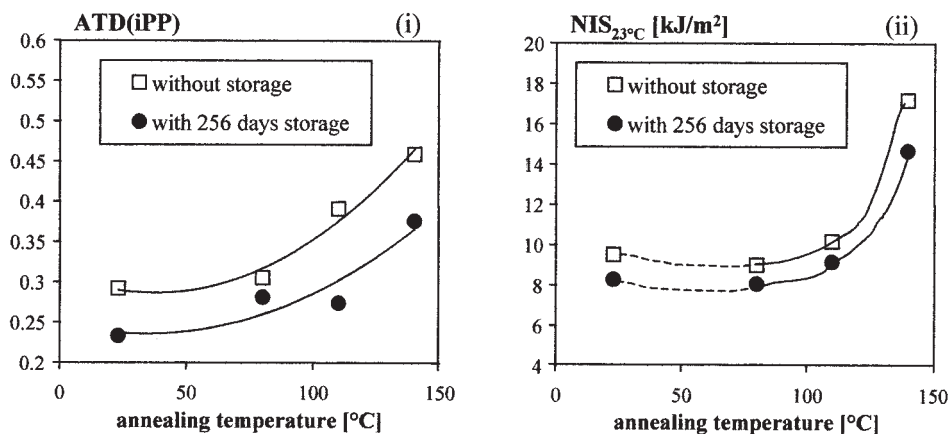 ATD(iPP) (i)
0.6
0.55
0.5
0.45
0.4
0.35
0.3
0.25
0.2
without storage
with 256 days storage
0 50 100 150
annealing temperature [°C]
NIS23°C [kJ/m²] (ii)
20
18
16
14
12
10
8
6
4
without storage
with 256 days storage
0 50 100 150
annealing temperature [°C]